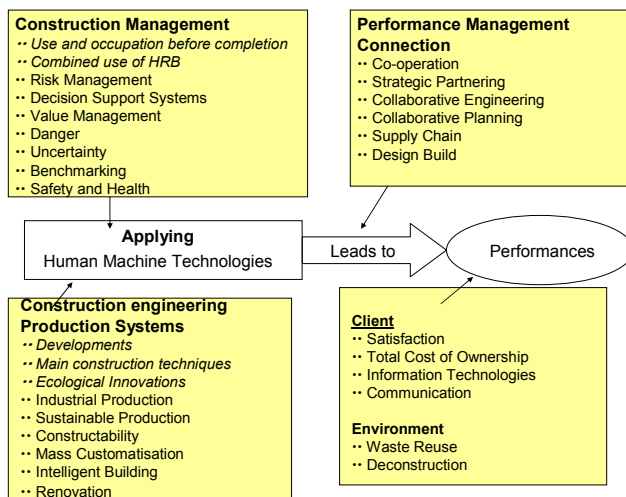 Construction Management
·· Use and occupation before completion
·· Combined use of HRB
·· Risk Management
·· Decision Support Systems
·· Value Management
·· Danger
·· Uncertainty
·· Benchmarking
·· Safety and Health
Performance Management
Connection
·· Co-operation
·· Strategic Partnering
·· Collaborative Engineering
·· Collaborative Planning
·· Supply Chain
·· Design Build
Applying
Human Machine Technologies
Leads to
Performances
Construction engineering
Production Systems
·· Developments
·· Main construction techniques
·· Ecological Innovations
·· Industrial Production
·· Sustainable Production
·· Constructability
·· Mass Customisation
·· Intelligent Building
·· Renovation
Client
·· Satisfaction
·· Total Cost of Ownership
·· Information Technologies
·· Communication
Environment
·· Waste Reuse
·· Deconstruction